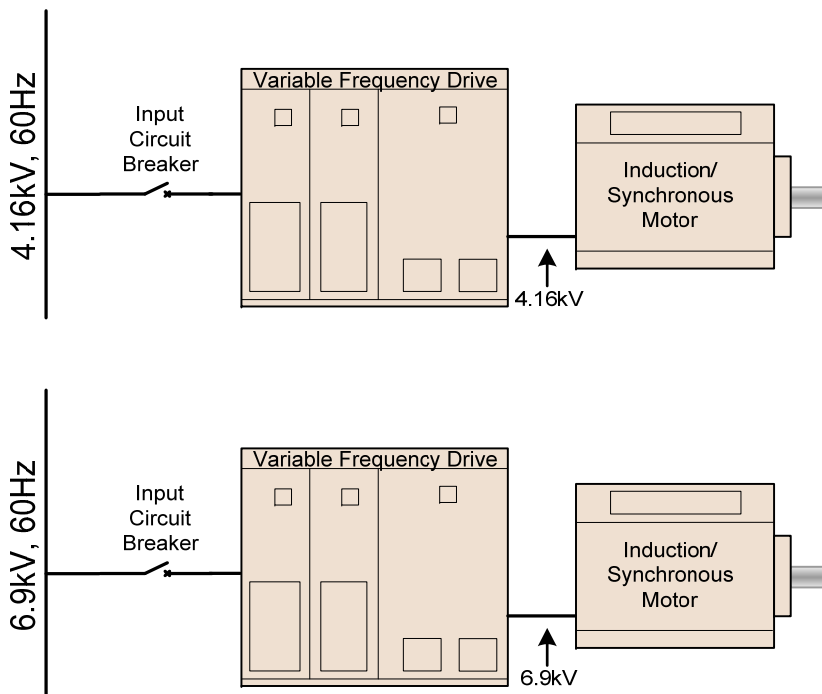 4.16kV, 60Hz
Input
Circuit
Breaker
Variable Frequency Drive
Induction/
Synchronous
Motor
4.16kV
6.9kV, 60Hz
Input
Circuit
Breaker
Variable Frequency Drive
Induction/
Synchronous
Motor
6.9kV